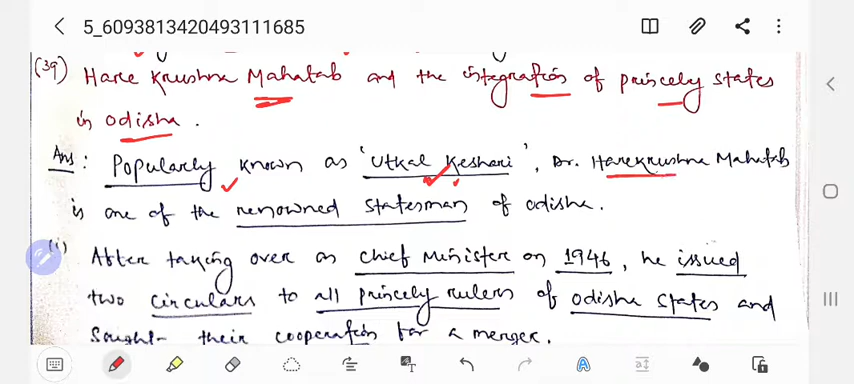 5_6093813420493111685
(39) Hare Krushna Mahatab and the integration of princely states
in odisha.
Ans: Popularly known as 'Utkal Keshari', Dr. Harekrushna Mahatab
is one of the renowned statesman of odisha.
(i) After taking over as chief Minister on 1946, he issued
two circulars to all princely rulers of odisha states and
sought their cooperation for a merger.